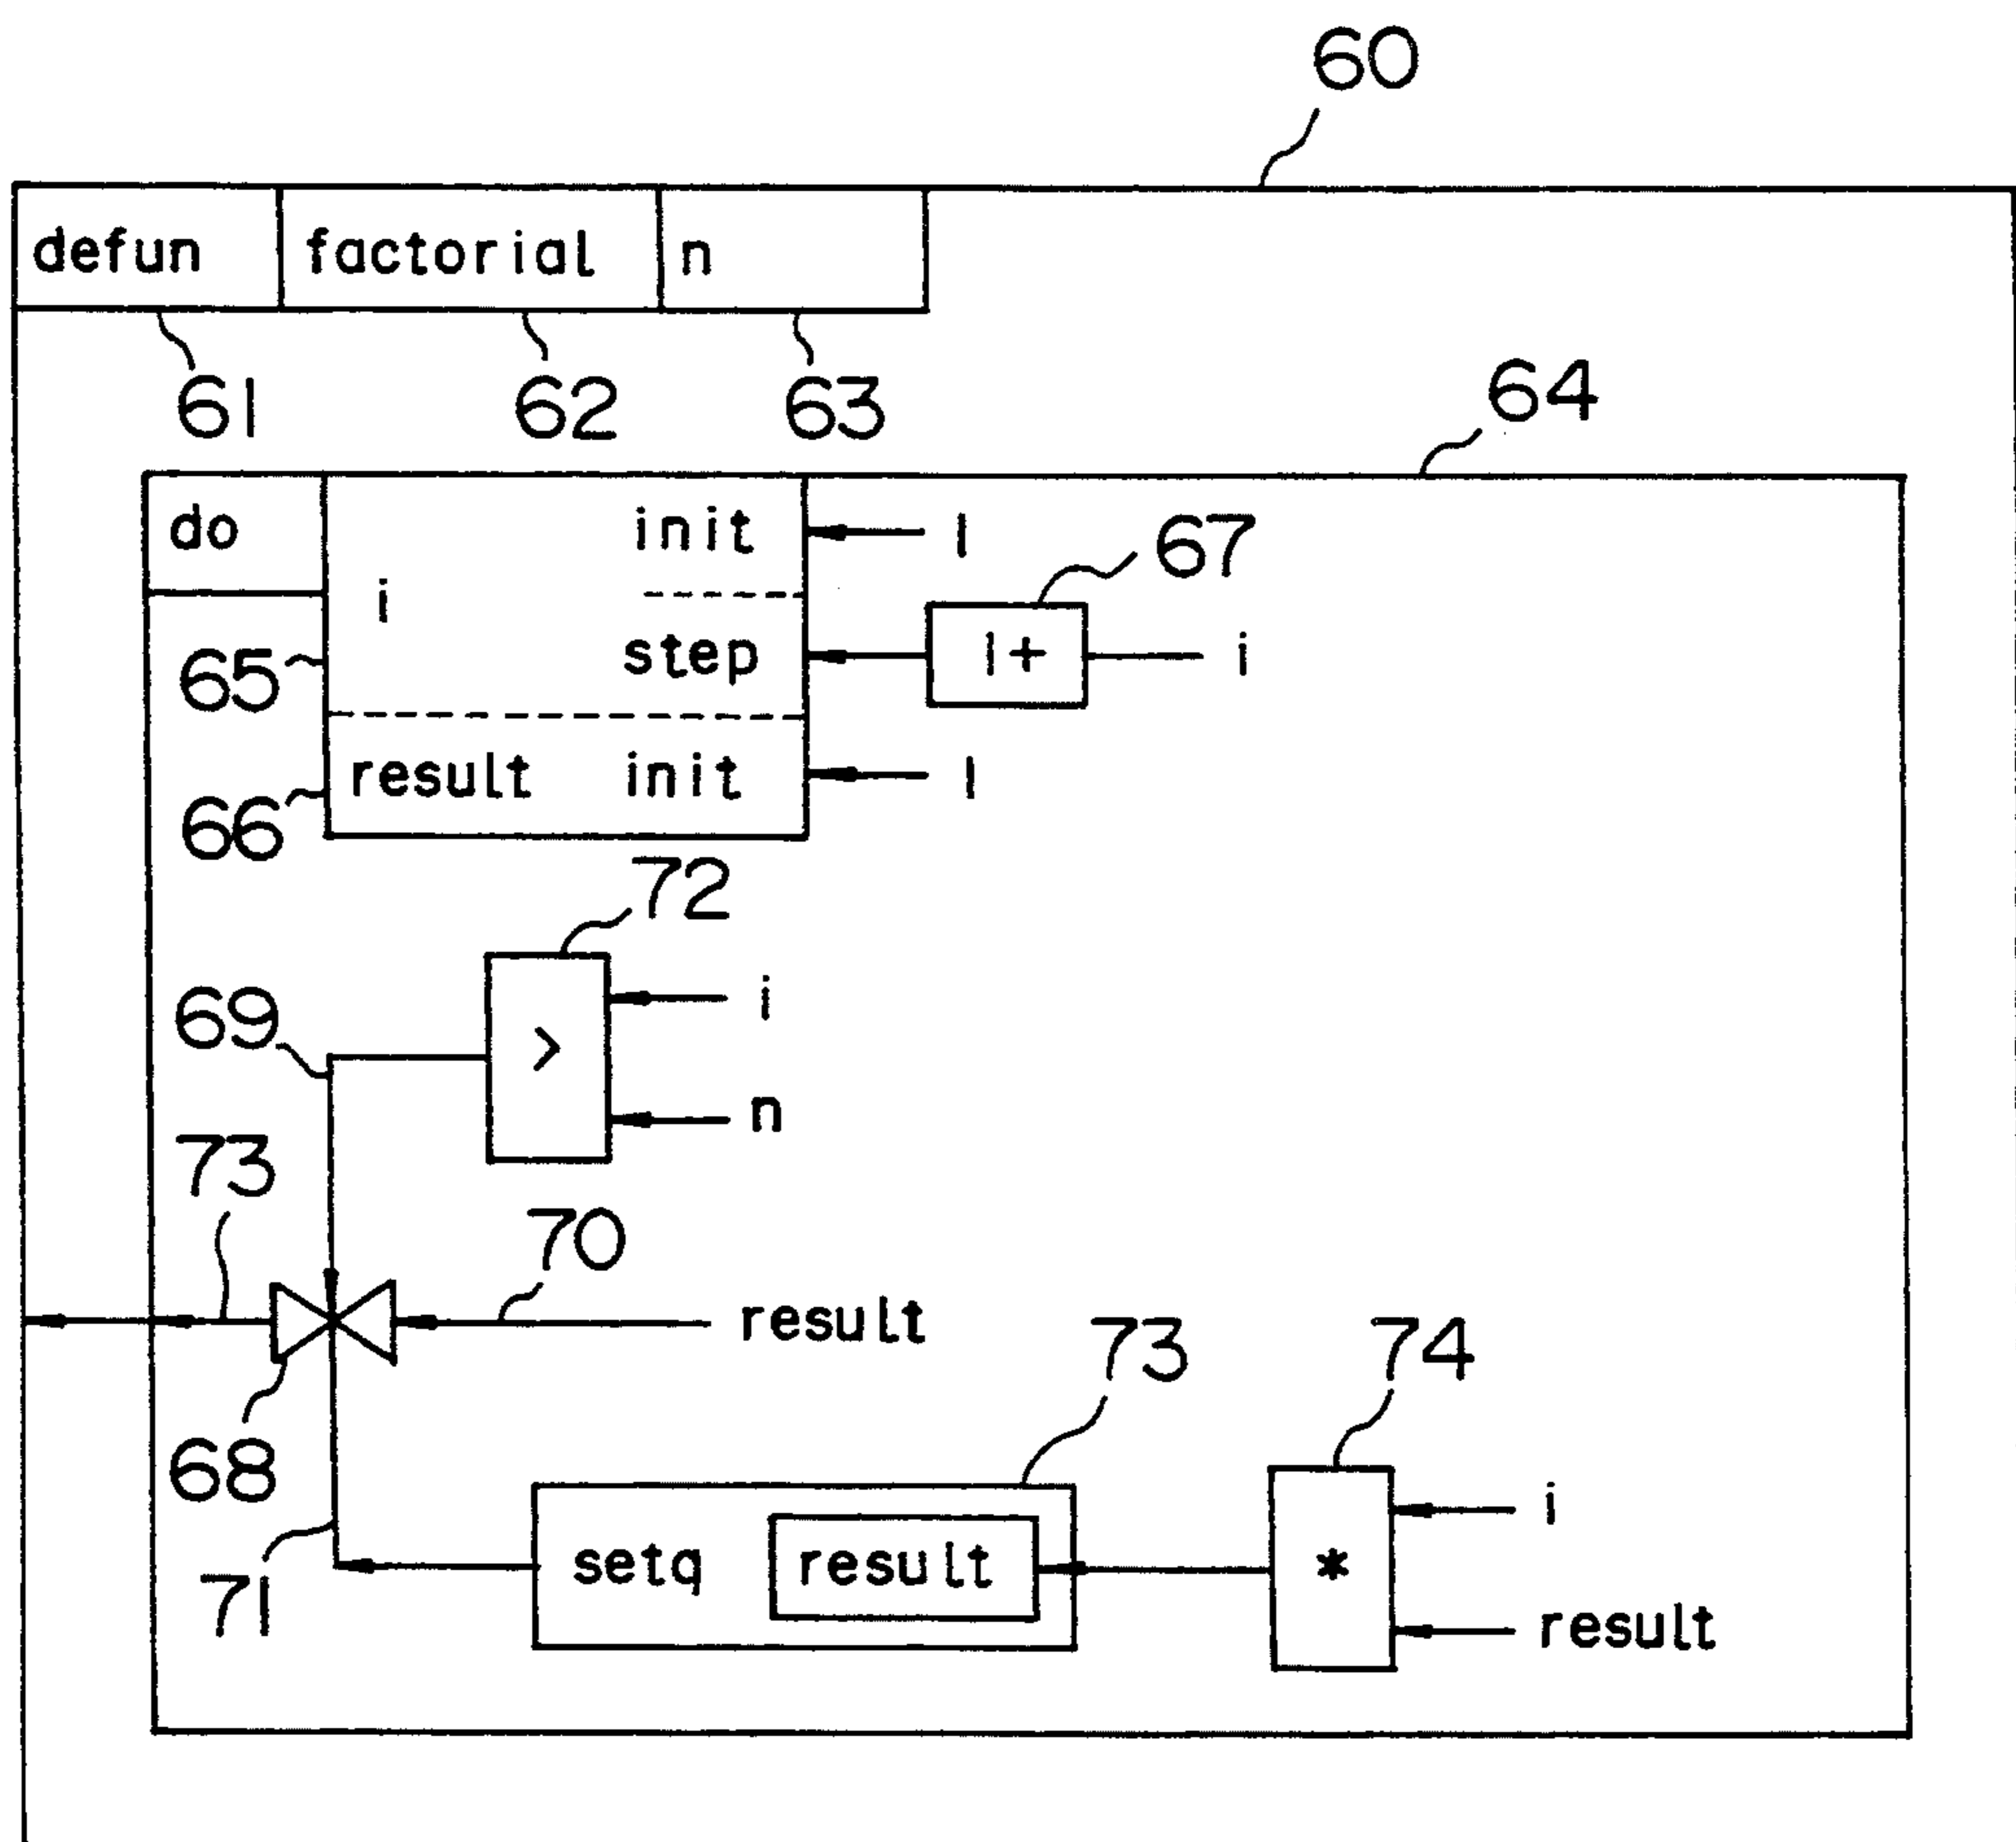 60
defun factorial n
61 62 63
64
do init 1
67
i
step 1+ i
65
result init 1
66
72
i
69
>
n
73
70
result
73 74
68
i
setq result *
71
result